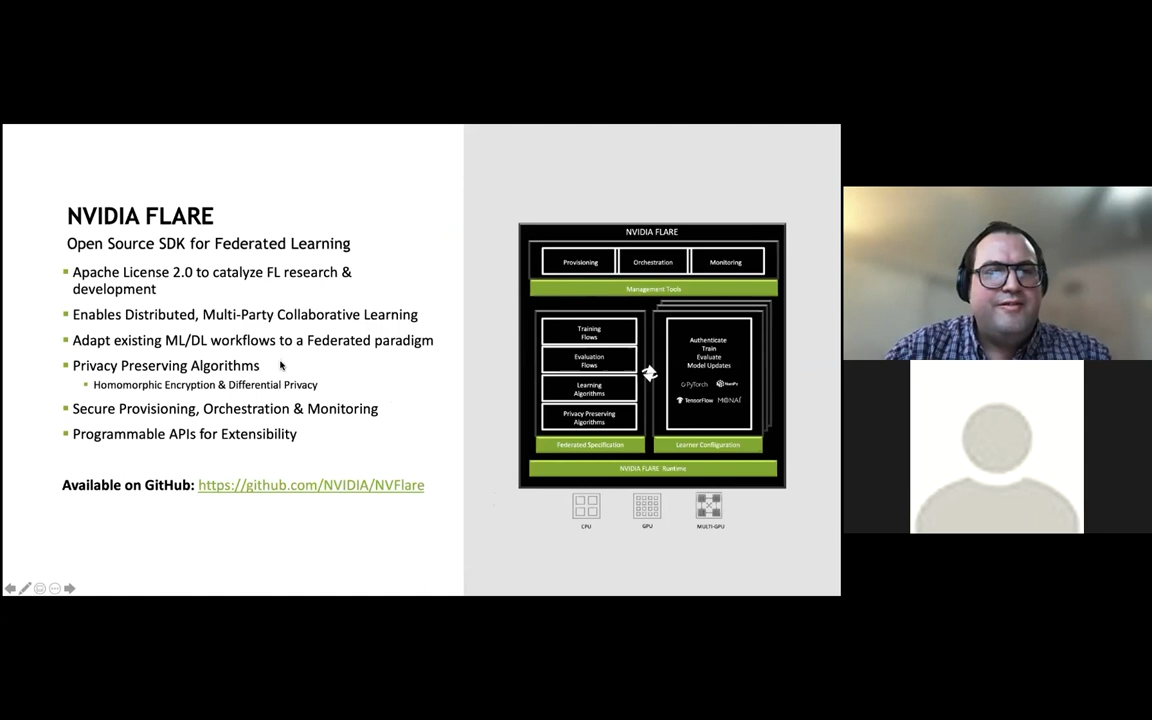 NVIDIA FLARE
Open Source SDK for Federated Learning
Apache License 2.0 to catalyze FL research &
development
Enables Distributed, Multi-Party Collaborative Learning
Adapt existing ML/DL workflows to a Federated paradigm
Privacy Preserving Algorithms
Homomorphic Encryption & Differential Privacy
Secure Provisioning, Orchestration & Monitoring
Programmable APIs for Extensibility
Available on GitHub: https://github.com/NVIDIA/NVFlare
NVIDIA FLARE
Provisioning
Orchestration
Monitoring
Management Tools
Training
Flows
Evaluation
Flows
Learning
Algorithms
Privacy Preserving
Algorithms
Federated Specification
Authenticate
Train
Evaluate
Model Updates
PyTorch
NumPy
TensorFlow
MONAI
Learner Configuration
NVIDIA FLARE Runtime
CPU
GPU
MULTI-GPU